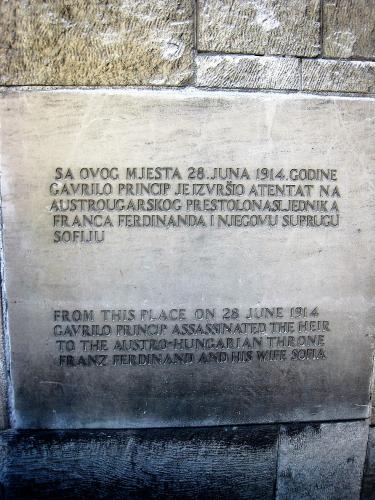 SA OVOG MJESTA 28.JUNA 1914.GODINE
GAVRILO PRINCIP JE IZVRŠIO ATENTAT NA
AUSTROUGARSKOG PRESTOLONASLJEDNIKA
FRANCA FERDINANDA I NJEGOVU SUPRUGU
SOFIJU
FROM THIS PLACE ON 28 JUNE 1914
GAVRILO PRINCIP ASSASSINATED THE HEIR
TO THE AUSTRO-HUNGARIAN THRONE
FRANZ FERDINAND AND HIS WIFE SOFIA